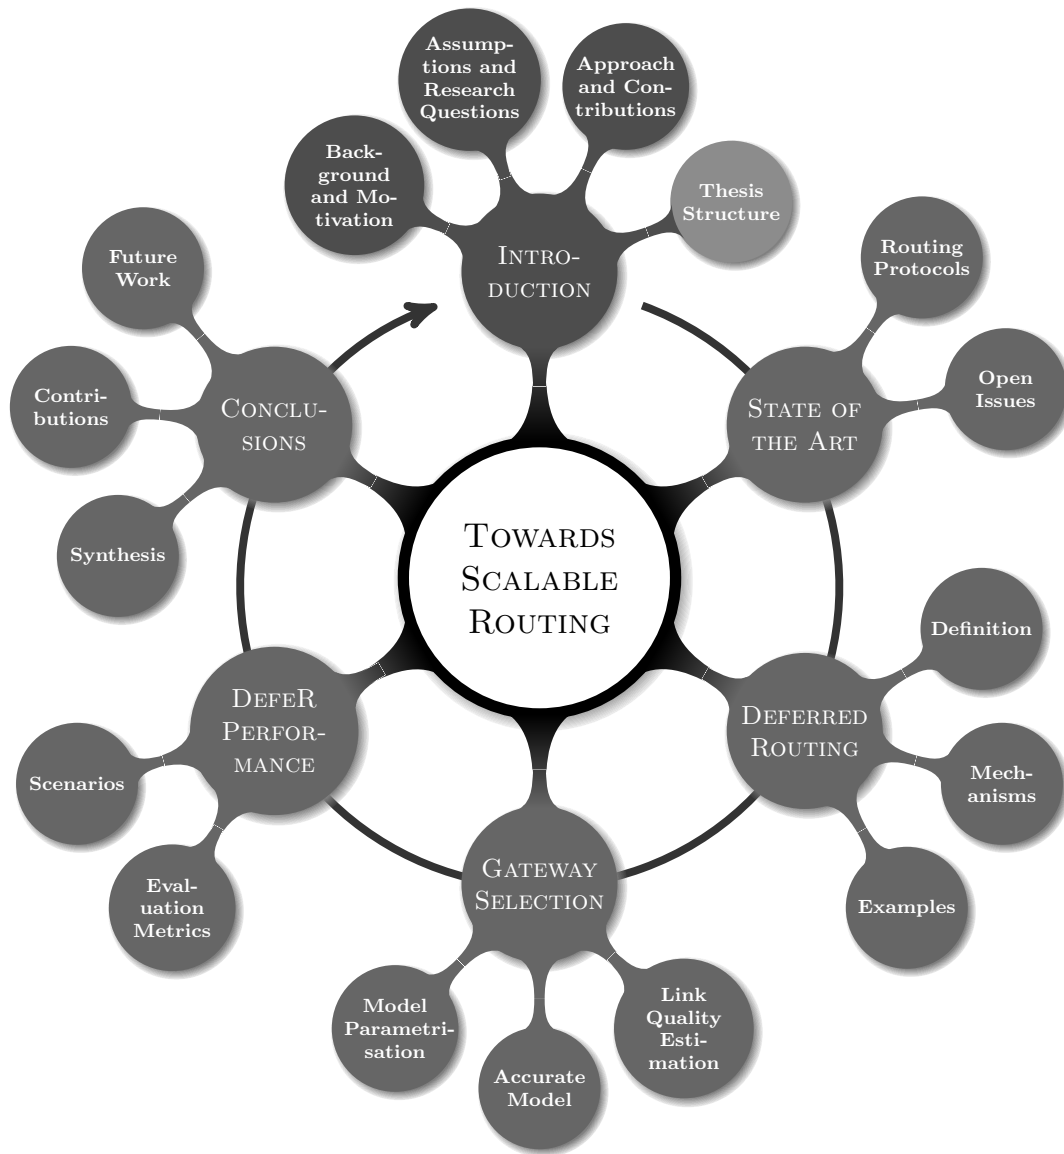 Assump-
tions and
Research
Questions
Approach
and Con-
tributions
Back-
ground
and Mo-
tivation
Thesis
Structure
Intro-
duction
Routing
Protocols
Open
Issues
State of
the Art
Future
Work
Contri-
butions
Synthesis
Conclu-
sions
Towards
Scalable
Routing
Definition
Mech-
anisms
Examples
Deferred
Routing
DefeR
Perfor-
mance
Scenarios
Eval-
uation
Metrics
Gateway
Selection
Model
Parametri-
sation
Accurate
Model
Link
Quality
Esti-
mation